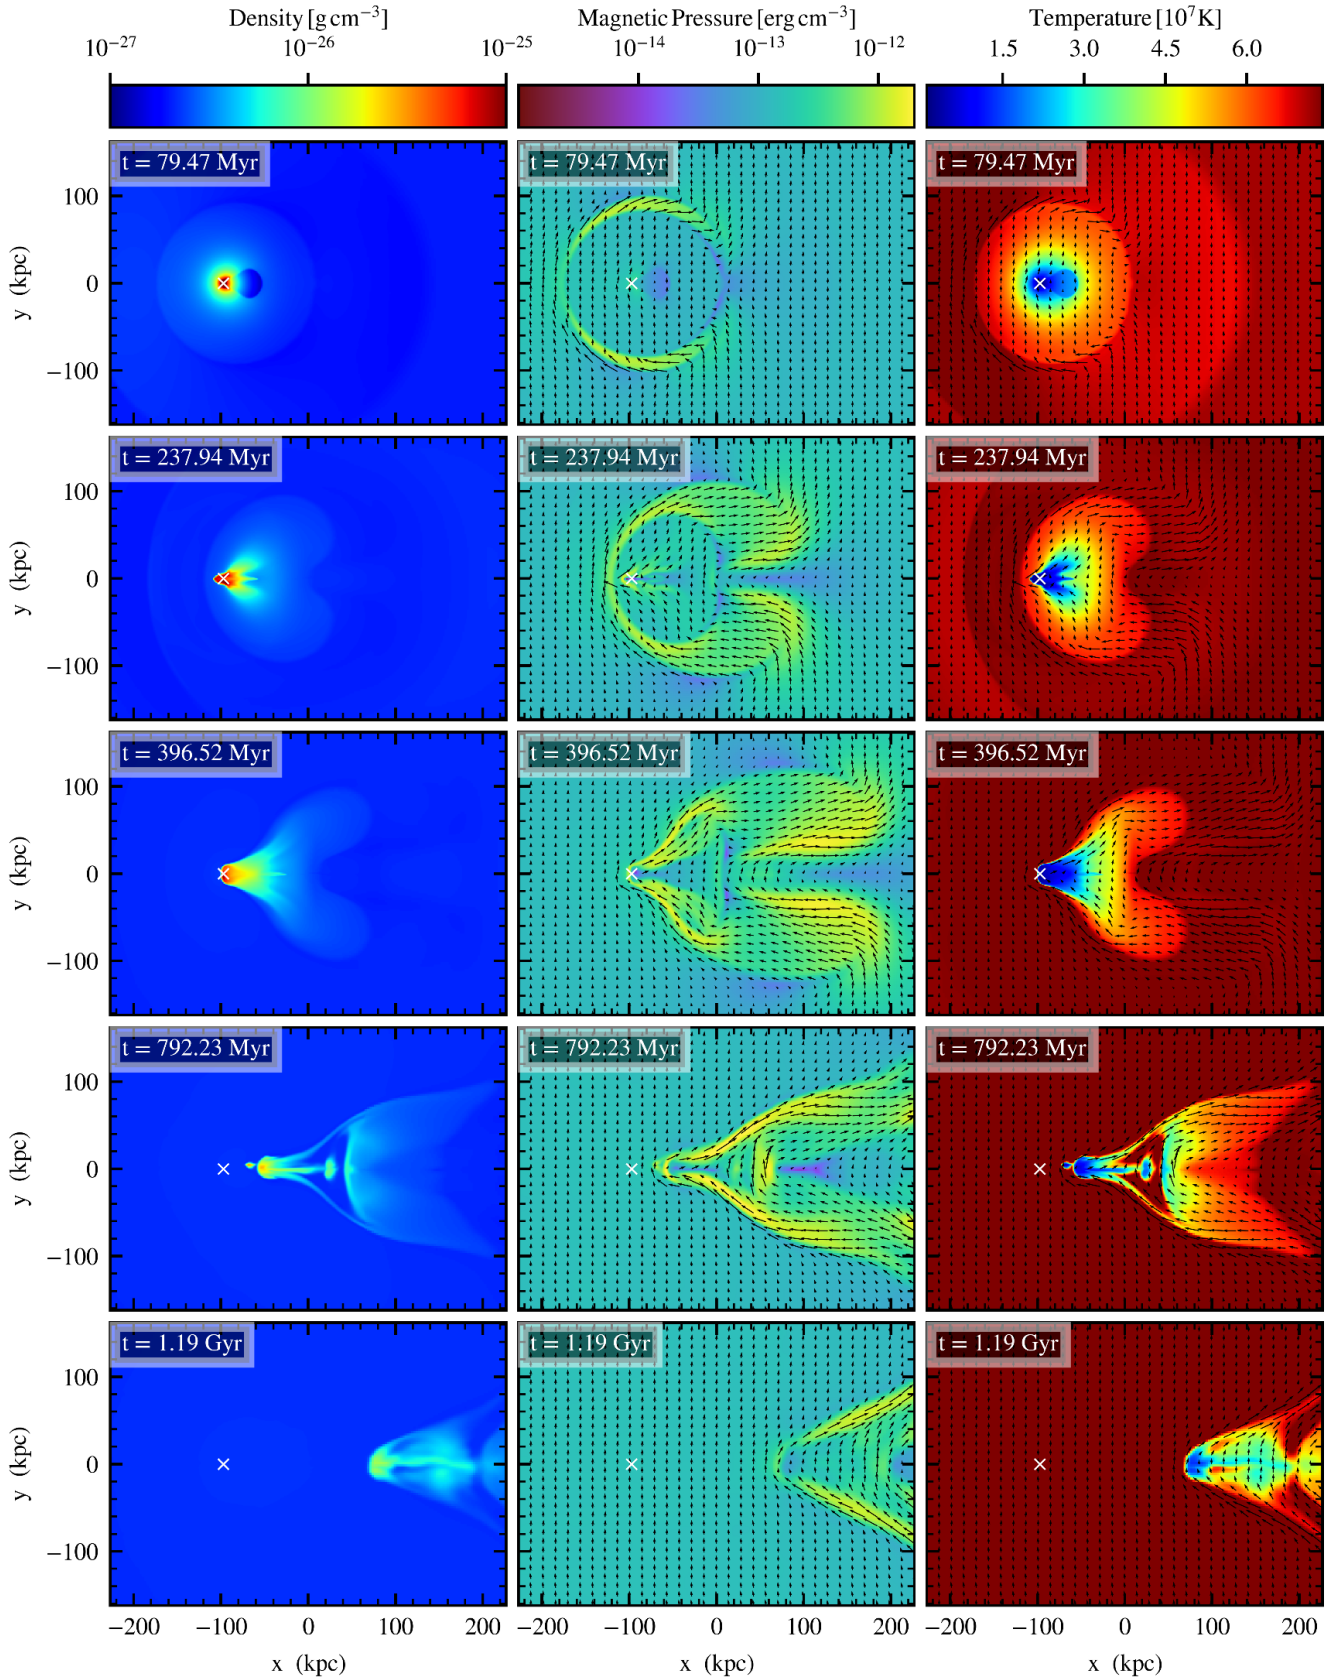 Density [g cm−3] Magnetic Pressure [erg cm−3] Temperature [10^7 K]
10^−27 10^−26 10^−25 10^−14 10^−13 10^−12 1.5 3.0 4.5 6.0
t = 79.47 Myr t = 79.47 Myr t = 79.47 Myr
100
y (kpc)
0
−100
t = 237.94 Myr t = 237.94 Myr t = 237.94 Myr
100
y (kpc)
0
−100
t = 396.52 Myr t = 396.52 Myr t = 396.52 Myr
100
y (kpc)
0
−100
t = 792.23 Myr t = 792.23 Myr t = 792.23 Myr
100
y (kpc)
0
−100
t = 1.19 Gyr t = 1.19 Gyr t = 1.19 Gyr
100
y (kpc)
0
−100
−200 −100 0 100 200 −200 −100 0 100 200 −200 −100 0 100 200
x (kpc) x (kpc) x (kpc)